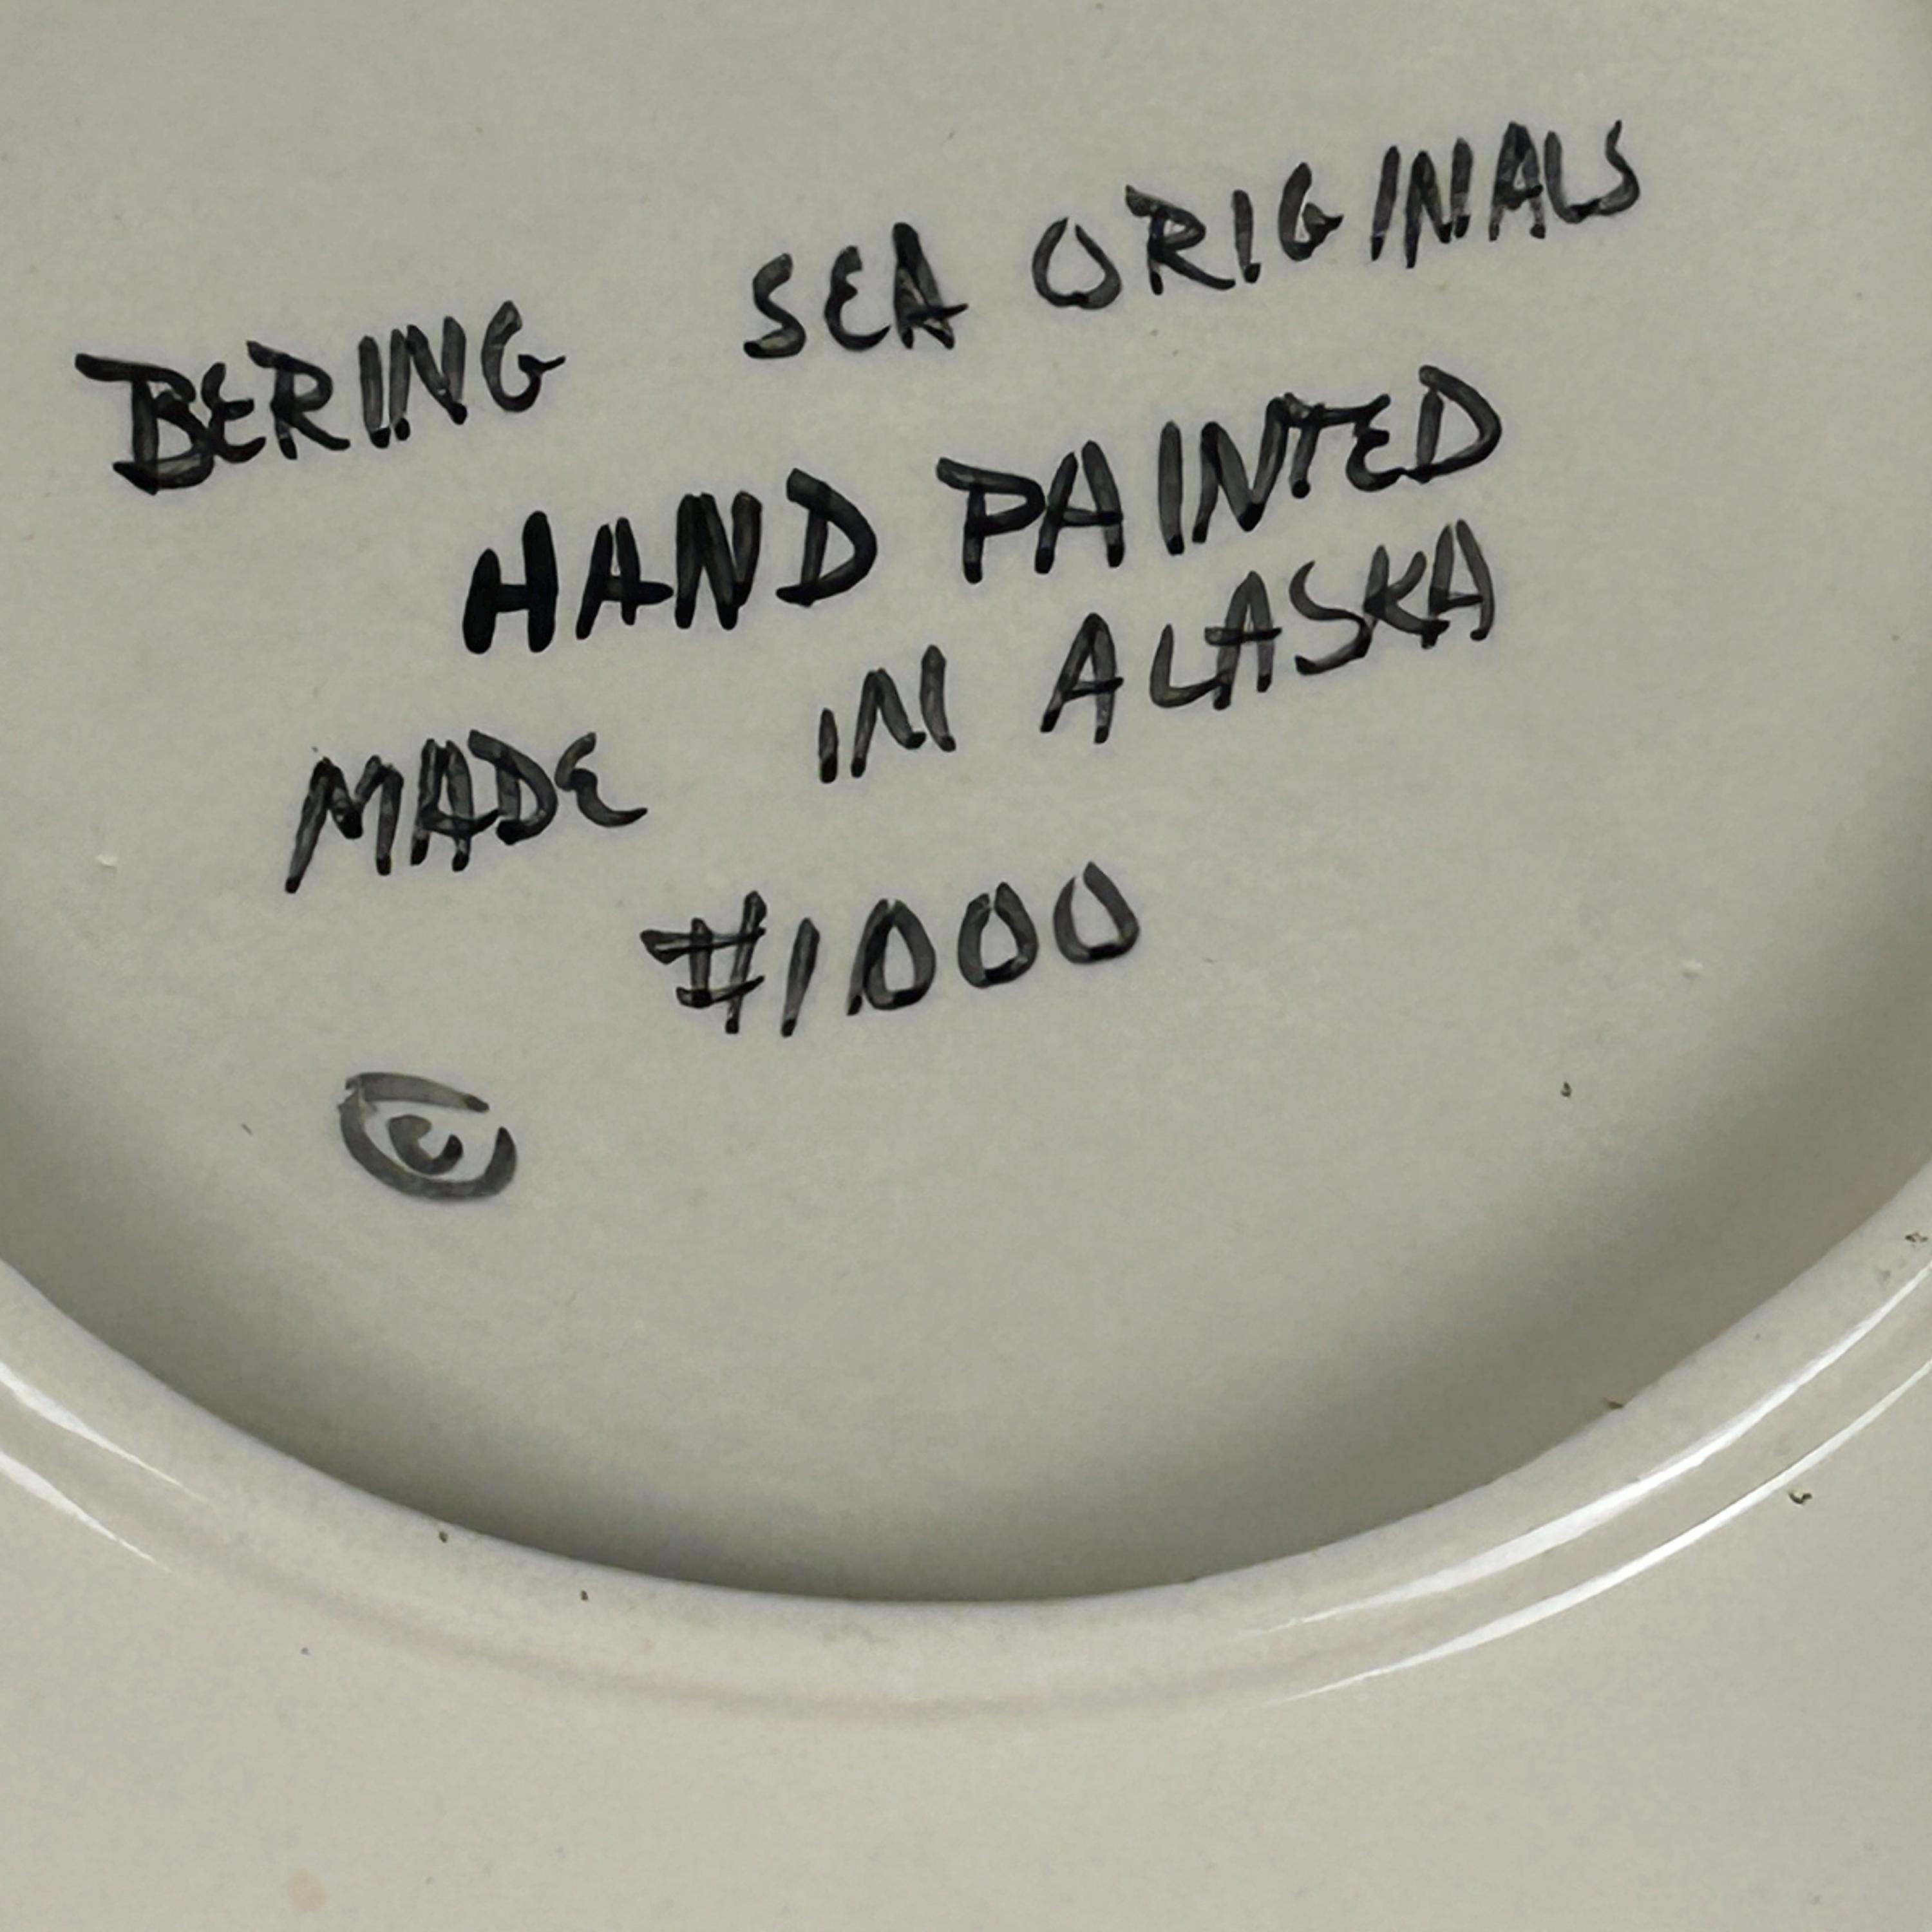 BERING SEA ORIGINALS
HAND PAINTED
MADE IN ALASKA
#1000
©